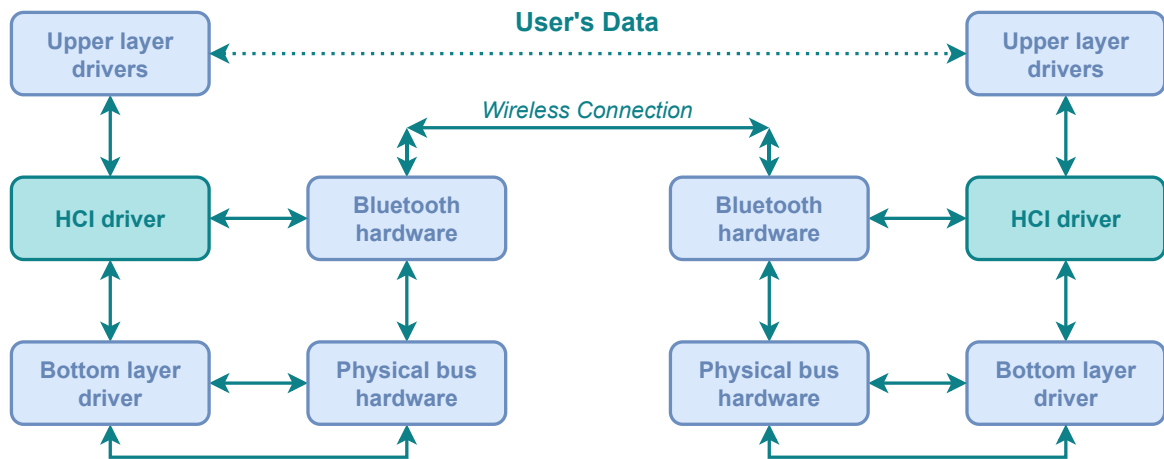 User's Data
Upper layer
drivers
Upper layer
drivers
Wireless Connection
HCI driver
Bluetooth
hardware
Bluetooth
hardware
HCI driver
Bottom layer
driver
Physical bus
hardware
Physical bus
hardware
Bottom layer
driver